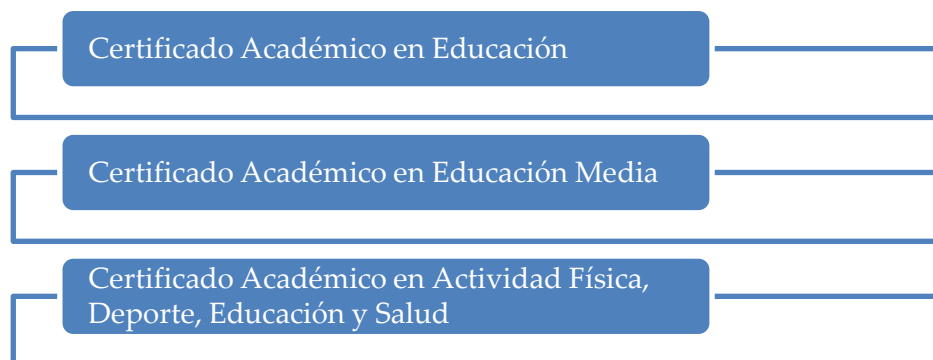 Certificado Académico en Educación
Certificado Académico en Educación Media
Certificado Académico en Actividad Física,
Deporte, Educación y Salud